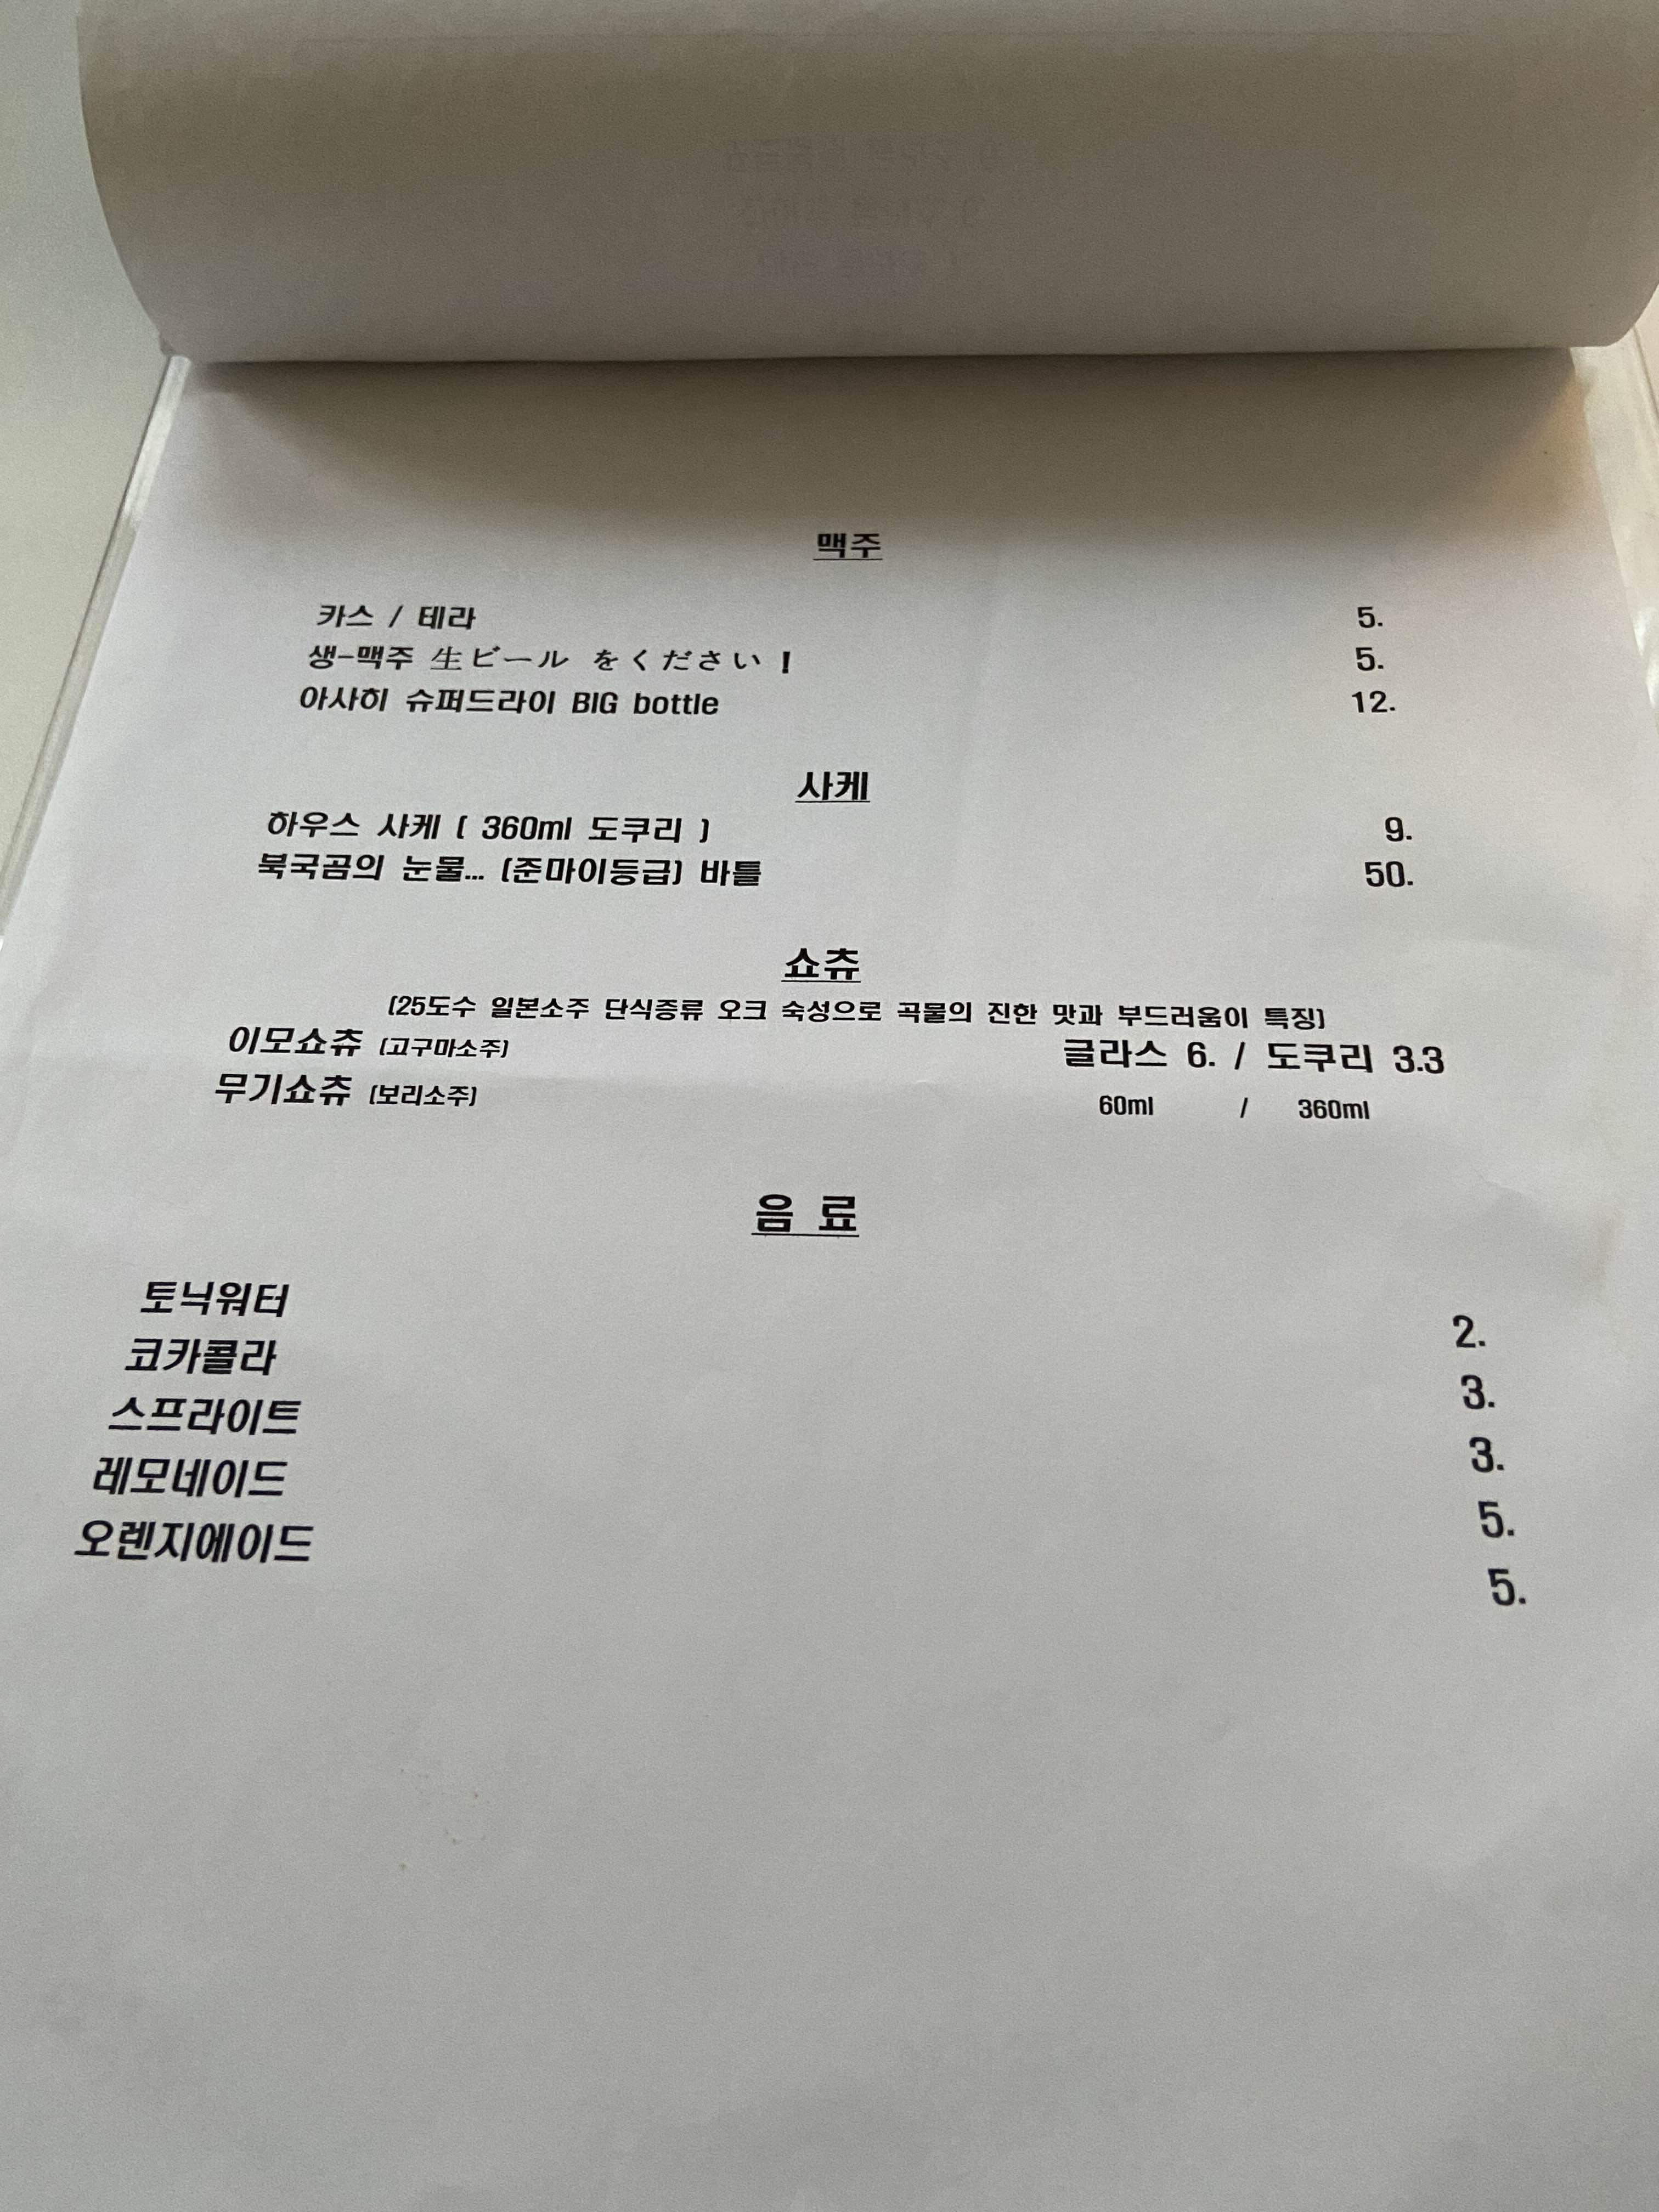 맥주
카스 / 테라 5.
생-맥주 生ビール をください ! 5.
아사히 슈퍼드라이 BIG bottle 12.
사케
하우스 사케 ( 360ml 도쿠리 ) 9.
북국곰의 눈물... (준마이등급) 바틀 50.
쇼츄
(25도수 일본소주 단식증류 오크 숙성으로 곡물의 진한 맛과 부드러움이 특징)
이모쇼츄 (고구마소주) 글라스 6. / 도쿠리 3.3
무기쇼츄 (보리소주) 60ml / 360ml
음 료
토닉워터 2.
코카콜라 3.
스프라이트 3.
레모네이드 5.
오렌지에이드 5.